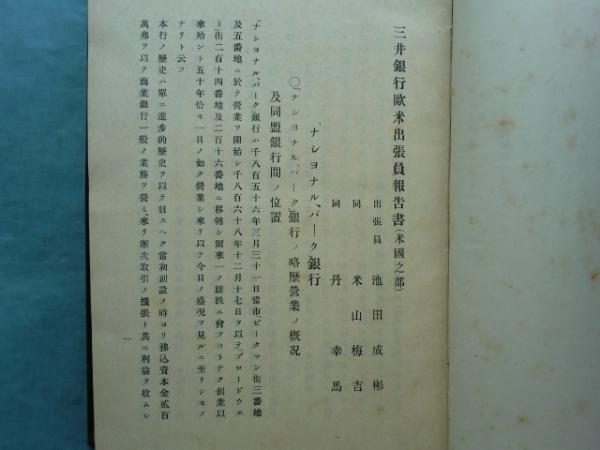 三井銀行歐米出張員報告書(米國之部)
出張員 池田成彬
同 米山梅吉
同 丹幸馬
「ナショナル、パーク」銀行
〇「ナショナル、パーク」銀行ノ略歷營業ノ槪況
及同盟銀行間ノ位置
「ナショナル、パーク」銀行ハ千八百五十六年三月三十一日當市ビークマン」街三番地
及五番地ニ於テ營業ヲ開始シ千八百六十八年十二月十七日ヲ以テブロードウエ
ー」街二百十四番地及二百十六番地ニ移轉シ爾來一ノ蹉跌ニ會フコトナク創業以
來殆ント五十年恰モ一日ノ如ク營業シ來リ以テ今日ノ盛况ヲ見ルニ至リシモノ
ナリト云フ
本行ノ歷史ハ單ニ進步的歷史ヲ以テ目スヘク當初創設ノ時ヨリ拂込資本金貳百
萬弗ヲ以テ商業銀行一般ノ業務ヲ營ミ來リ漸次取引ノ擴張ト共ニ利益ヲ收ムシ
一